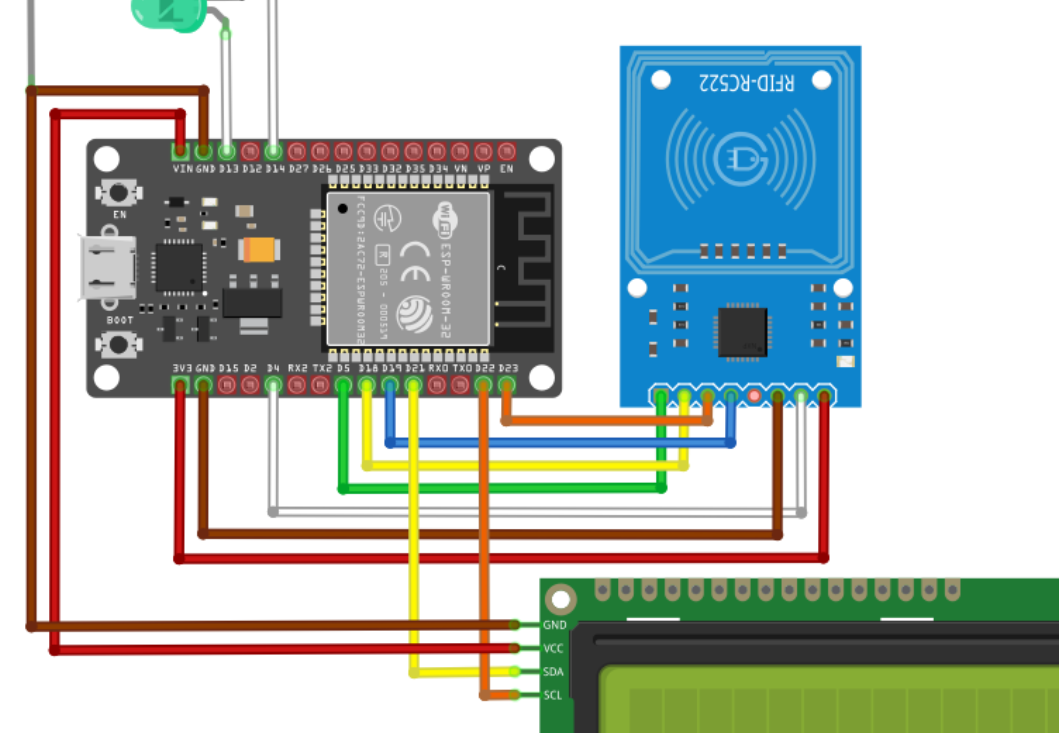 RFID-RC522
VIN GND D13 D12 D14 D27 D26 D25 D33 D32 D35 D34 VN VP EN
EN
BOOT
WiFi
ESP-WROOM-32
CE
R
205 - 000519
FCC ID:2AC7Z-ESPWROOM32
3V3 GND D15 D2 D4 RX2 TX2 D5 D18 D19 D21 RX0 TX0 D22 D23
GND
VCC
SDA
SCL